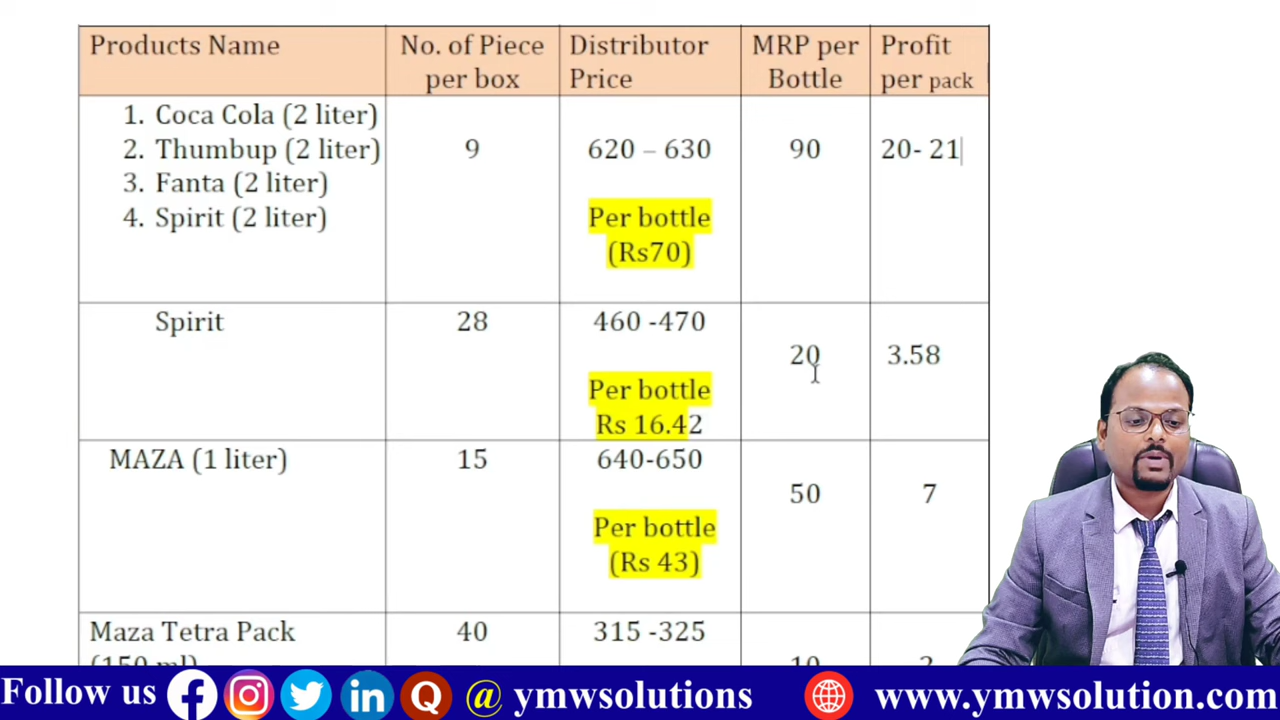 Products Name
No. of Piece per box
Distributor Price
MRP per Bottle
Profit per pack
1. Coca Cola (2 liter)
2. Thumbup (2 liter)
3. Fanta (2 liter)
4. Spirit (2 liter)
9
620 – 630
Per bottle
(Rs70)
90
20- 21
Spirit
28
460 -470
Per bottle
Rs 16.42
20
3.58
MAZA (1 liter)
15
640-650
Per bottle
(Rs 43)
50
7
Maza Tetra Pack
(150 ml)
40
315 -325
10
Follow us
@ ymwsolutions
www.ymwsolution.com